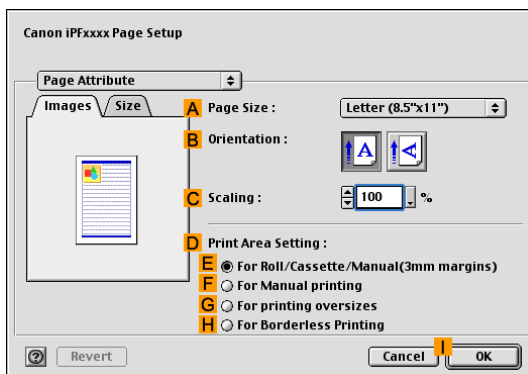 Canon iPFxxxx Page Setup
Page Attribute
Images Size
A Page Size : Letter (8.5"x11")
B Orientation : A A
C Scaling : 100 %
D Print Area Setting :
E For Roll/Cassette/Manual(3mm margins)
F For Manual printing
G For printing oversizes
H For Borderless Printing
? Revert Cancel I OK